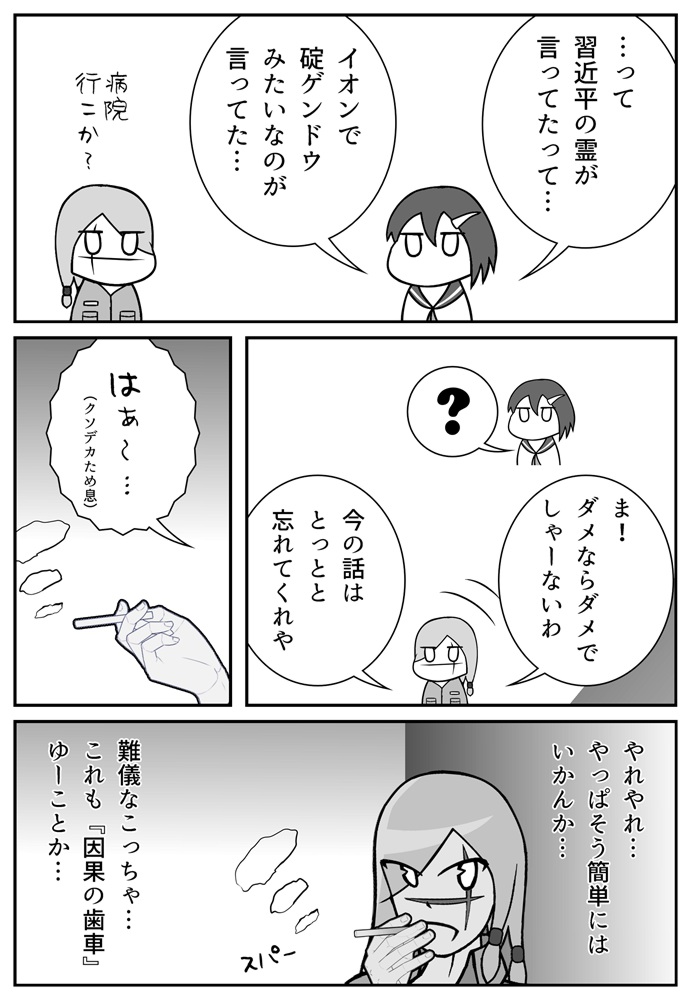 …って
習近平の霊が
言ってたって…
イオンで
碇ゲンドウ
みたいなのが
言ってた…
病院
行こか?
?
ま!
ダメならダメで
しゃーないわ
今の話は
とっとと
忘れてくれや
はぁ〜…
(クソデカため息)
やれやれ…
やっぱそう簡単には
いかんか…
難儀なこっちゃ…
これも『因果の歯車』
ゆーことか…
スパー